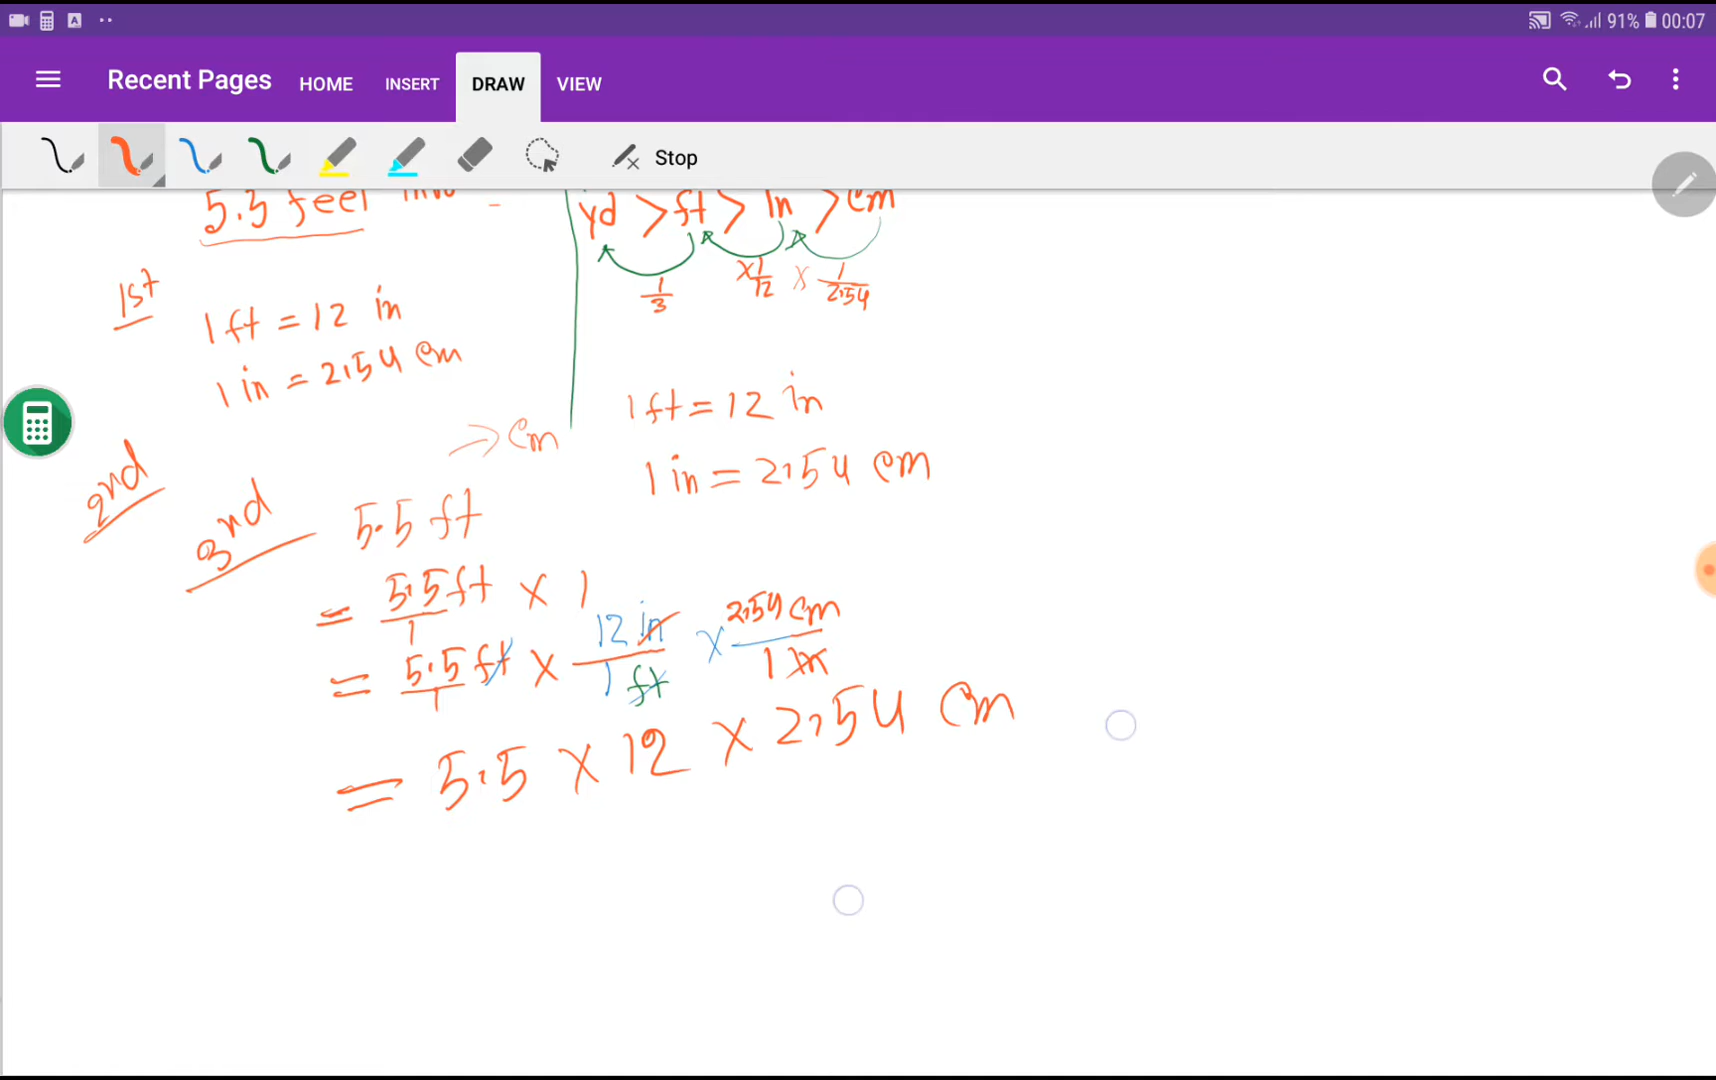 91% 00:07
Recent Pages HOME INSERT DRAW VIEW
Stop
5.5 feet
yd > ft > in > cm
1/3 × 1/12 × 1/2.54
1st
1 ft = 12 in
1 in = 2.54 cm
1 ft = 12 in
1 in = 2.54 cm
2nd
3rd
→ cm
5.5 ft
= 5.5 ft/1 × 1
= 5.5 ft/1 × 12 in/1 ft × 2.54 cm/1 in
= 5.5 × 12 × 2.54 cm